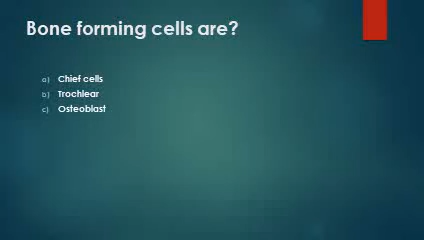 Bone forming cells are?
a) Chief cells
b) Trochlear
c) Osteoblast